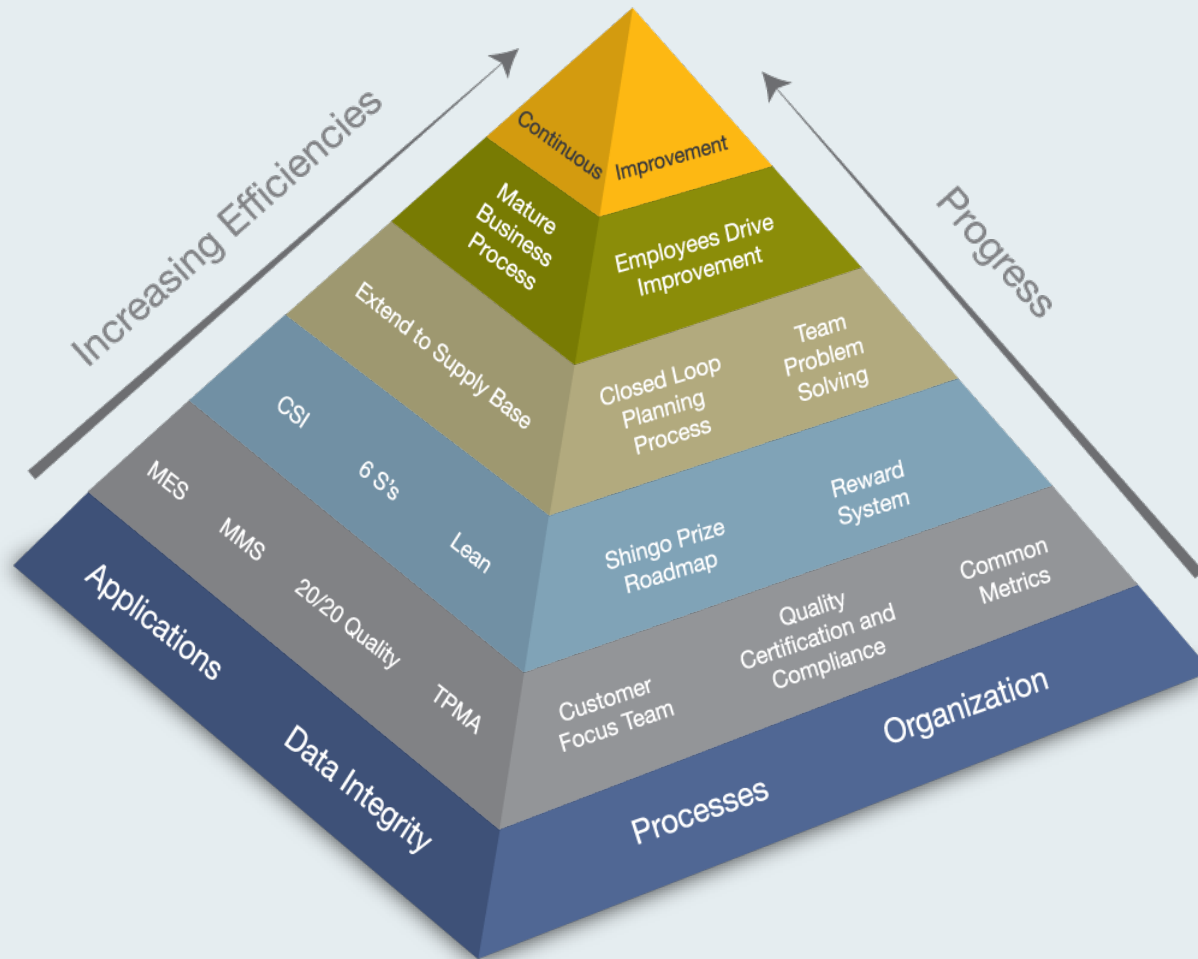 Increasing Efficiencies
Progress
Continuous
Improvement
Mature
Business
Process
Employees Drive
Improvement
Extend to Supply Base
Closed Loop
Planning
Process
Team
Problem
Solving
CSI
6 S's
Lean
Shingo Prize
Roadmap
Reward
System
MES
MMS
20/20 Quality
TPMA
Customer
Focus Team
Quality
Certification and
Compliance
Common
Metrics
Applications
Data Integrity
Processes
Organization